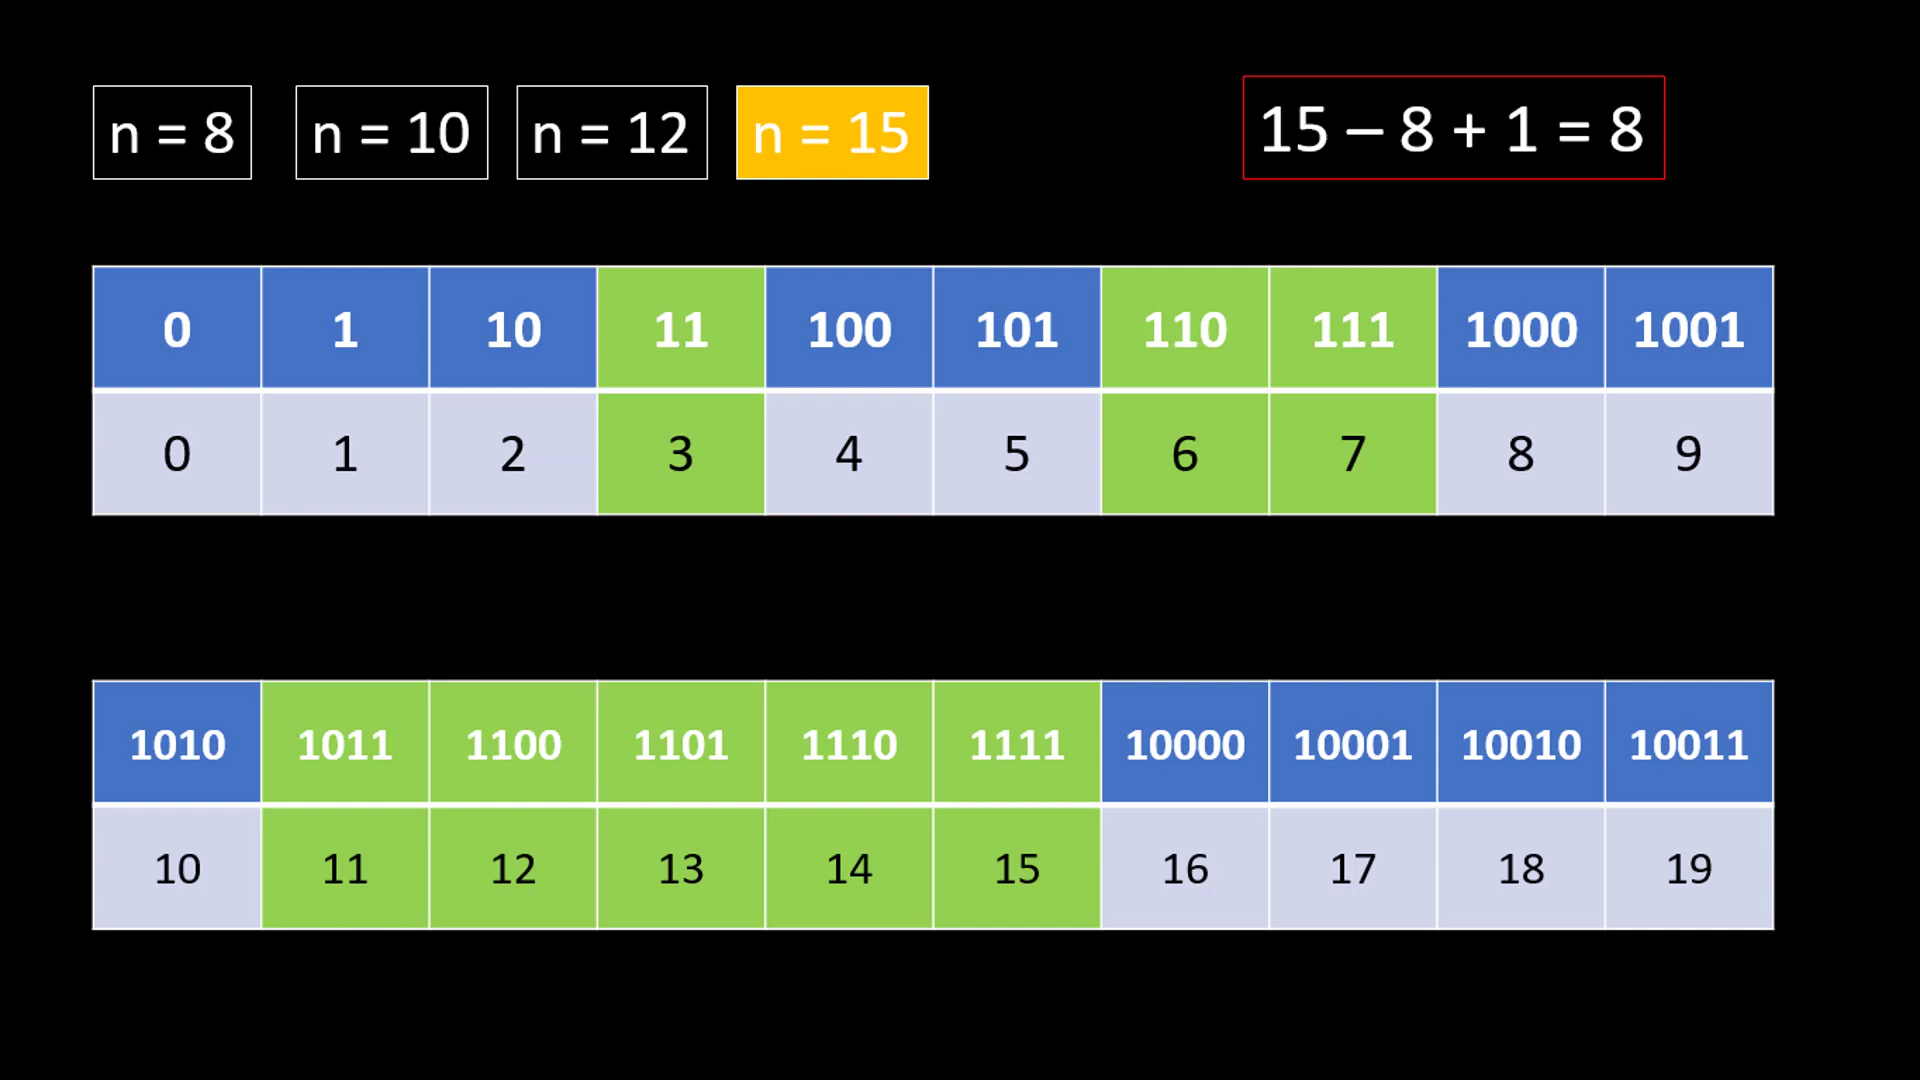 n = 8 n = 10 n = 12 n = 15 15 – 8 + 1 = 8
0 1 10 11 100 101 110 111 1000 1001
0 1 2 3 4 5 6 7 8 9
1010 1011 1100 1101 1110 1111 10000 10001 10010 10011
10 11 12 13 14 15 16 17 18 19